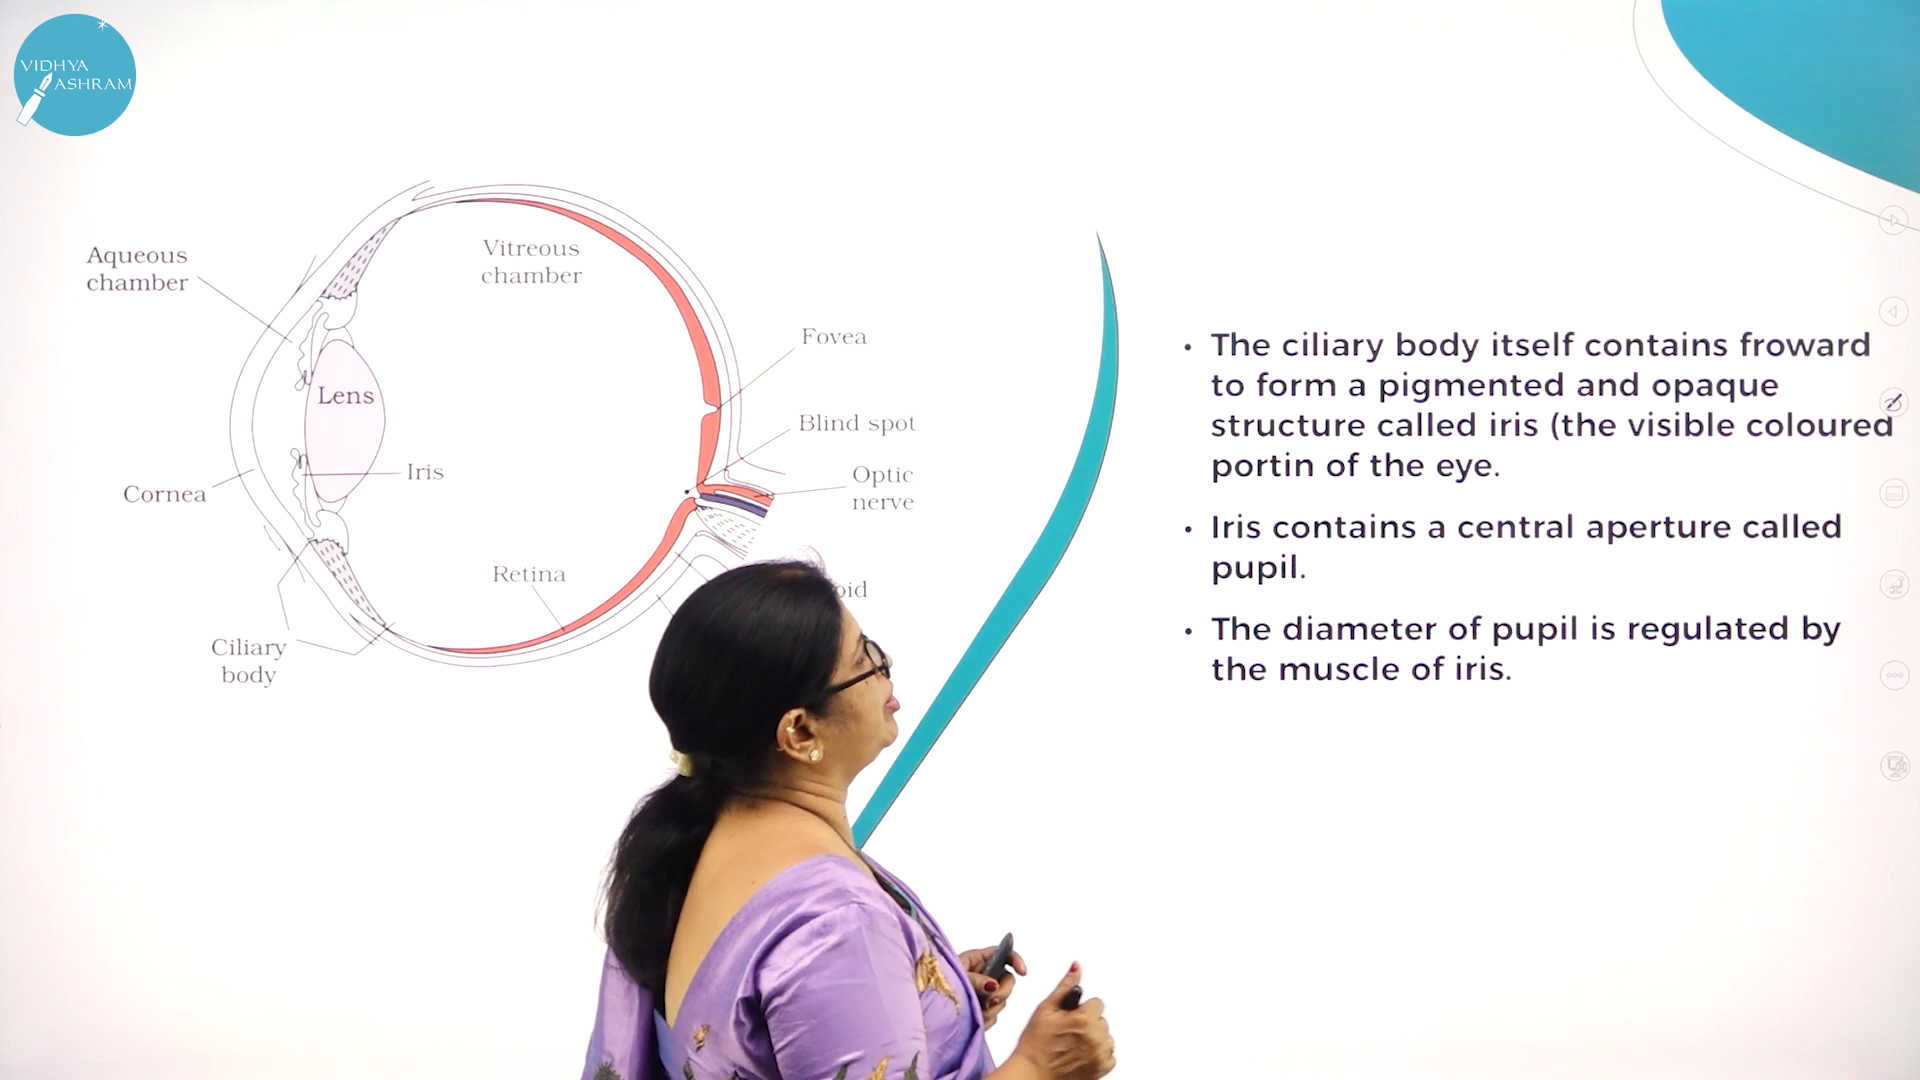 VIDHYA
ASHRAM
Aqueous
chamber
Vitreous
chamber
Fovea
Lens
Blind spot
Iris
Optic
nerve
Cornea
Retina
Ciliary
body
• The ciliary body itself contains froward
to form a pigmented and opaque
structure called iris (the visible coloured
portin of the eye.
• Iris contains a central aperture called
pupil.
• The diameter of pupil is regulated by
the muscle of iris.